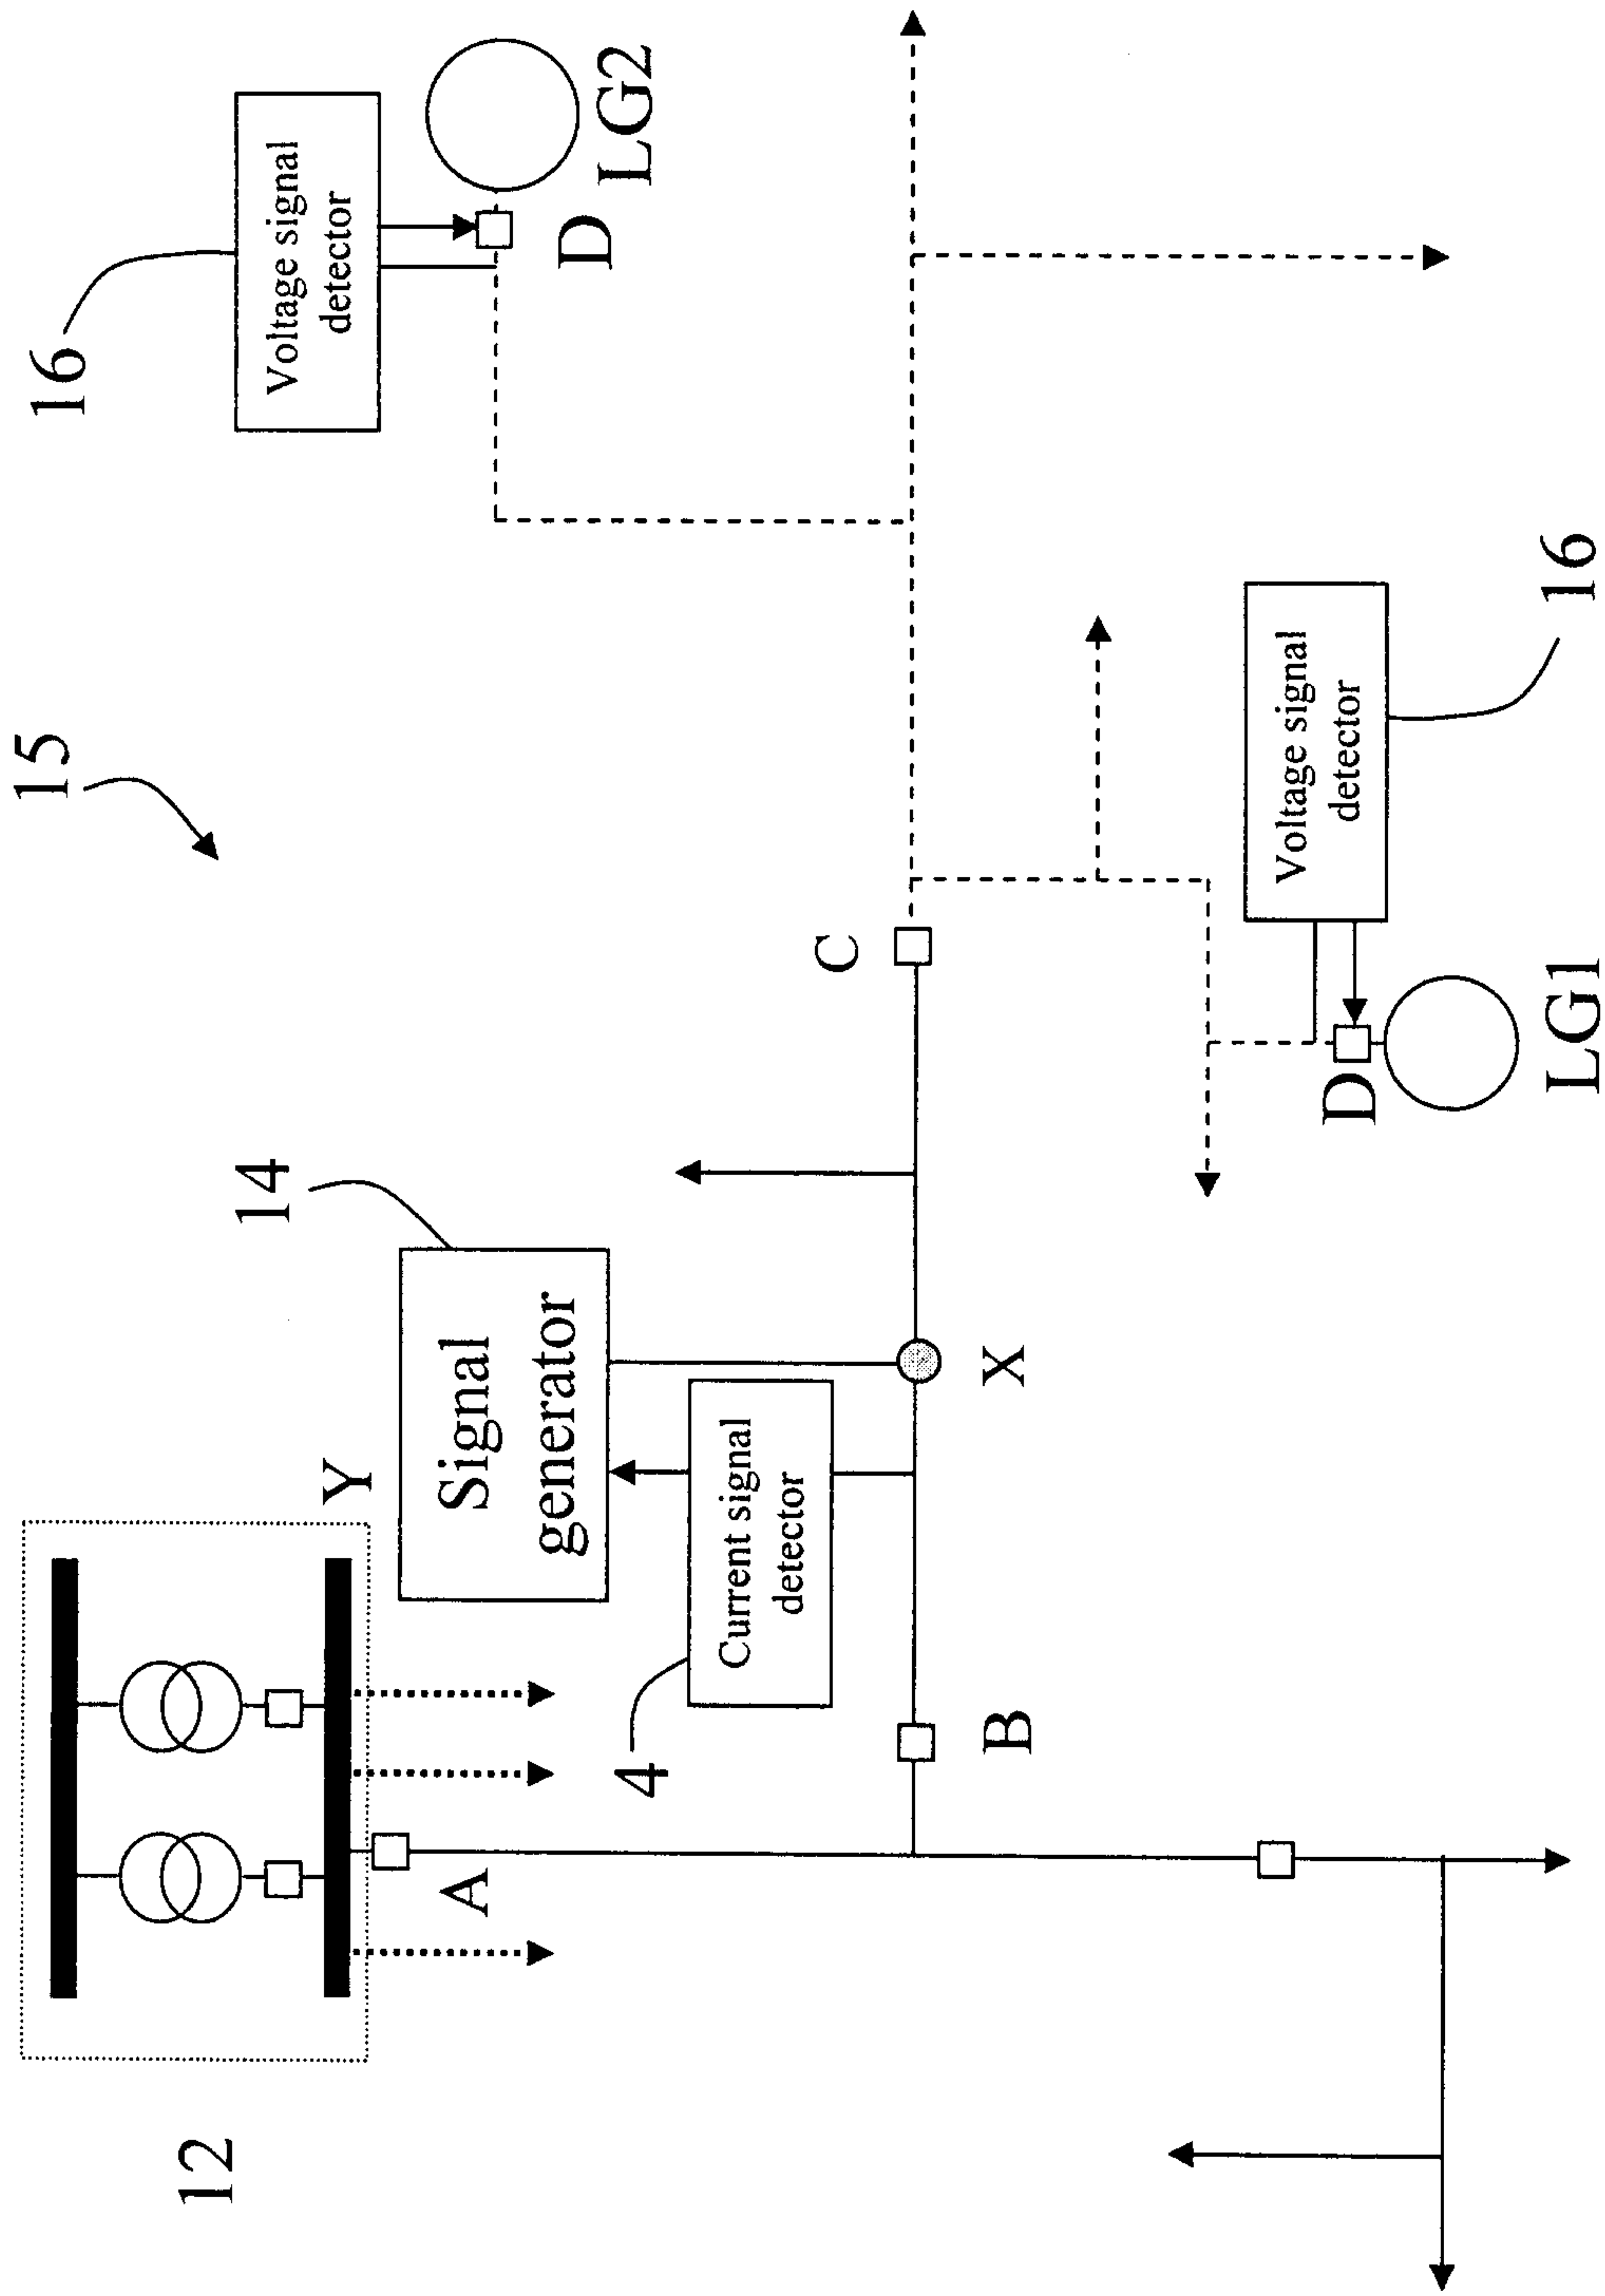 12
Y
A
14
Signal
generator
4
Current signal
detector
B
X
C
15
16
Voltage signal
detector
D
LG2
16
Voltage signal
detector
D
LG1